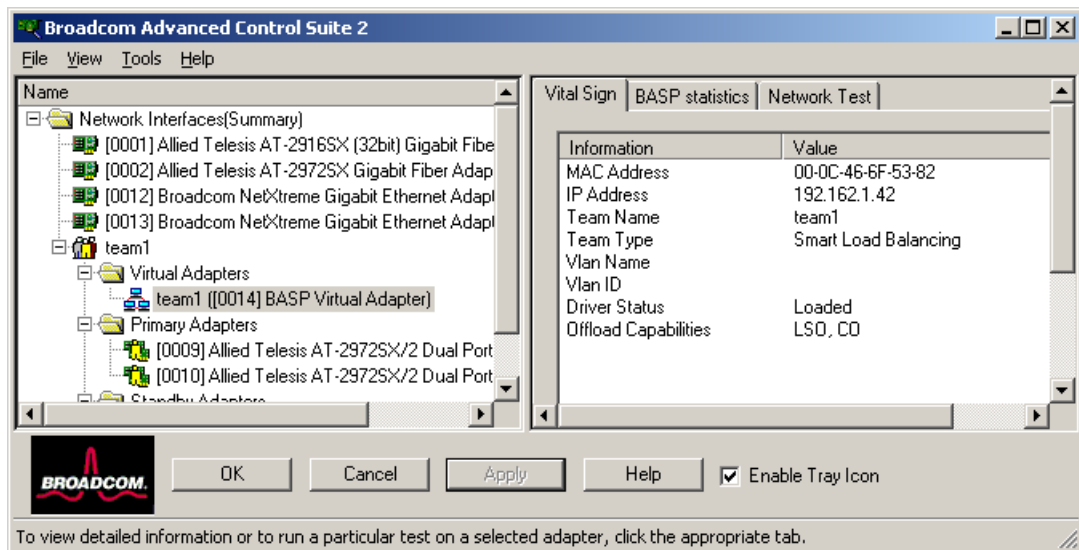 Broadcom Advanced Control Suite 2
File View Tools Help
Name
Network Interfaces(Summary)
[0001] Allied Telesis AT-2916SX (32bit) Gigabit Fibe
[0002] Allied Telesis AT-2972SX Gigabit Fiber Adap
[0012] Broadcom NetXtreme Gigabit Ethernet Adapt
[0013] Broadcom NetXtreme Gigabit Ethernet Adapt
team1
Virtual Adapters
team1 ([0014] BASP Virtual Adapter)
Primary Adapters
[0009] Allied Telesis AT-2972SX/2 Dual Port
[0010] Allied Telesis AT-2972SX/2 Dual Port
Standby Adapters
Vital Sign BASP statistics Network Test
Information Value
MAC Address 00-0C-46-6F-53-82
IP Address 192.162.1.42
Team Name team1
Team Type Smart Load Balancing
Vlan Name
Vlan ID
Driver Status Loaded
Offload Capabilities LSO, CO
BROADCOM.
OK Cancel Apply Help Enable Tray Icon
To view detailed information or to run a particular test on a selected adapter, click the appropriate tab.